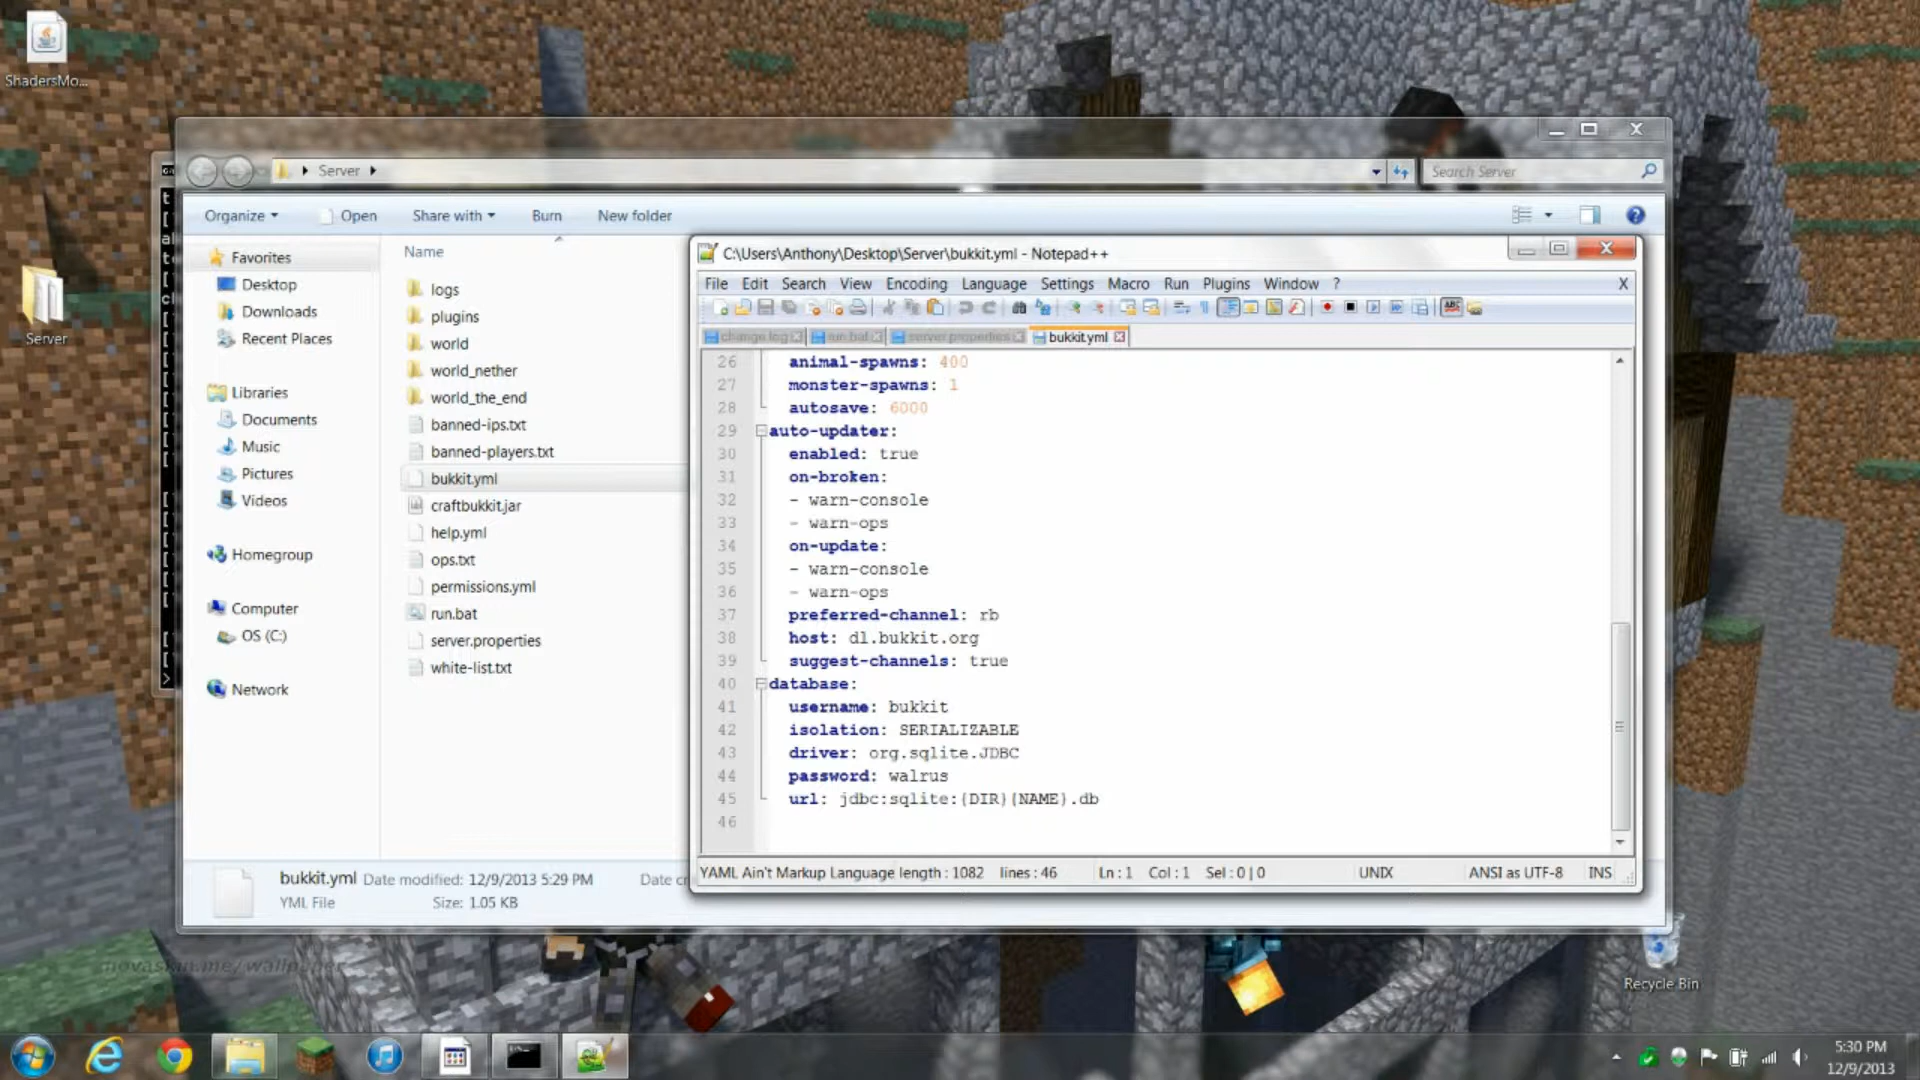 ShadersMo...
Server
Server
Search Server
Organize
Open
Share with
Burn
New folder
Favorites
Desktop
Downloads
Recent Places
Libraries
Documents
Music
Pictures
Videos
Homegroup
Computer
OS (C:)
Network
Name
logs
plugins
world
world_nether
world_the_end
banned-ips.txt
banned-players.txt
bukkit.yml
craftbukkit.jar
help.yml
ops.txt
permissions.yml
run.bat
server.properties
white-list.txt
C:\Users\Anthony\Desktop\Server\bukkit.yml - Notepad++
File Edit Search View Encoding Language Settings Macro Run Plugins Window ? X
change log run.bat server.properties bukkit.yml
26 animal-spawns: 400
27 monster-spawns: 1
28 autosave: 6000
29 auto-updater:
30 enabled: true
31 on-broken:
32 - warn-console
33 - warn-ops
34 on-update:
35 - warn-console
36 - warn-ops
37 preferred-channel: rb
38 host: dl.bukkit.org
39 suggest-channels: true
40 database:
41 username: bukkit
42 isolation: SERIALIZABLE
43 driver: org.sqlite.JDBC
44 password: walrus
45 url: jdbc:sqlite:{DIR}{NAME}.db
46
YAML Ain't Markup Language length : 1082 lines : 46 Ln : 1 Col : 1 Sel : 0 | 0 UNIX ANSI as UTF-8 INS
bukkit.yml Date modified: 12/9/2013 5:29 PM
YML File Size: 1.05 KB
novaskin.me/wallpaper
Recycle Bin
5:30 PM
12/9/2013